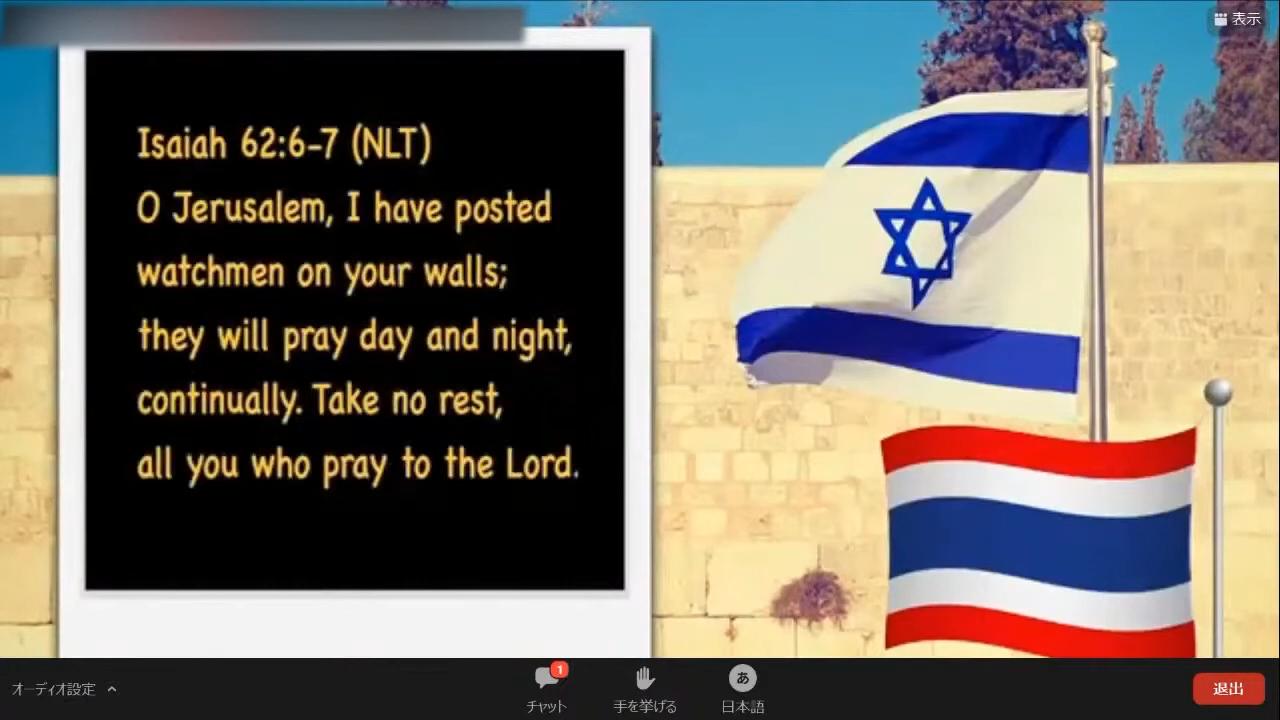 表示
Isaiah 62:6-7 (NLT)
O Jerusalem, I have posted
watchmen on your walls;
they will pray day and night,
continually. Take no rest,
all you who pray to the Lord.
オーディオ設定
1
チャット
手を挙げる
あ
日本語
退出